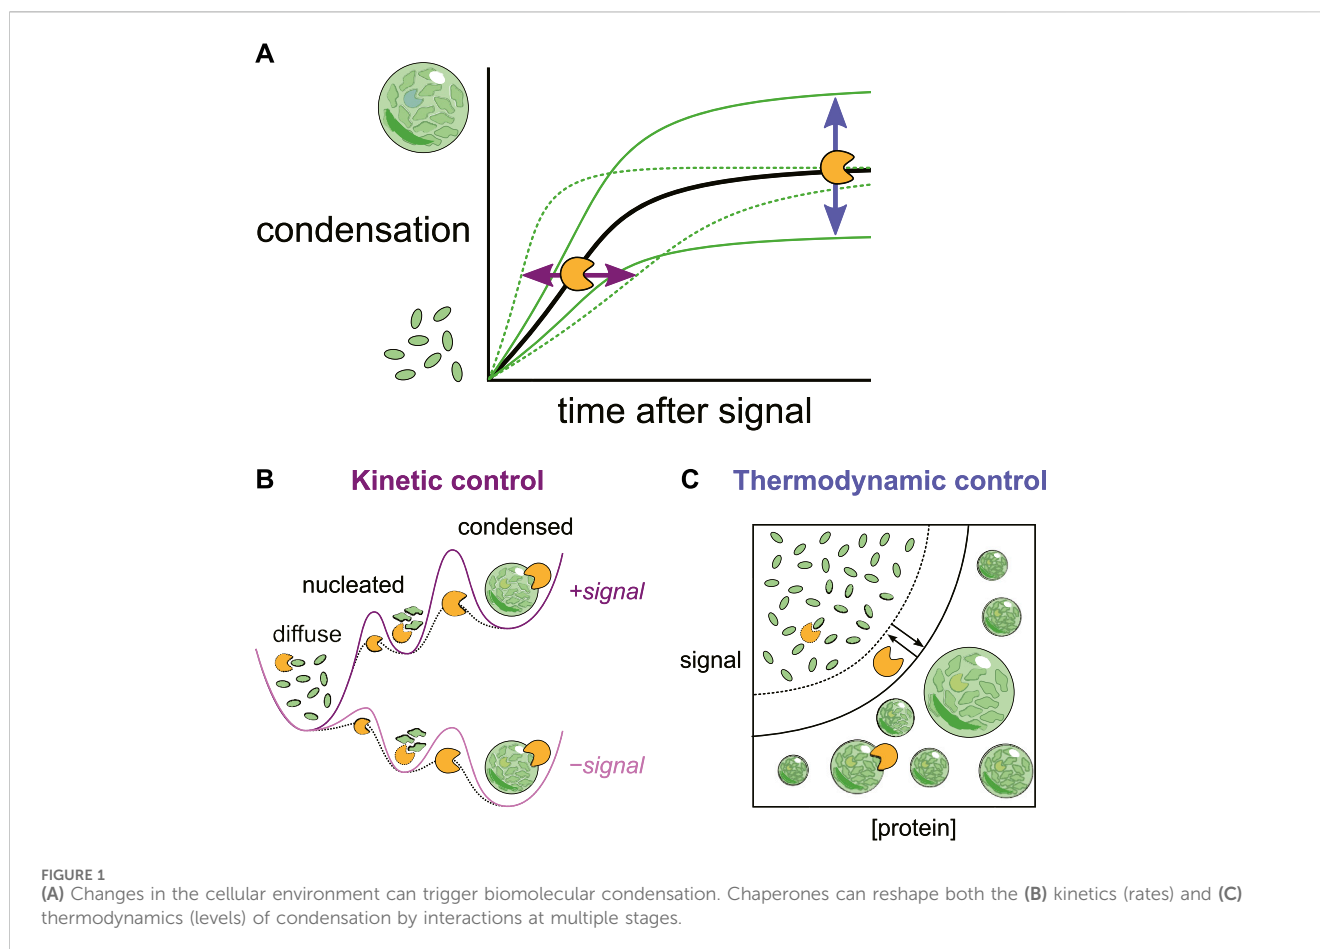 A
condensation
time after signal
B
Kinetic control
condensed
nucleated
diffuse
+signal
−signal
C
Thermodynamic control
signal
[protein]
FIGURE 1
(A) Changes in the cellular environment can trigger biomolecular condensation. Chaperones can reshape both the (B) kinetics (rates) and (C)
thermodynamics (levels) of condensation by interactions at multiple stages.